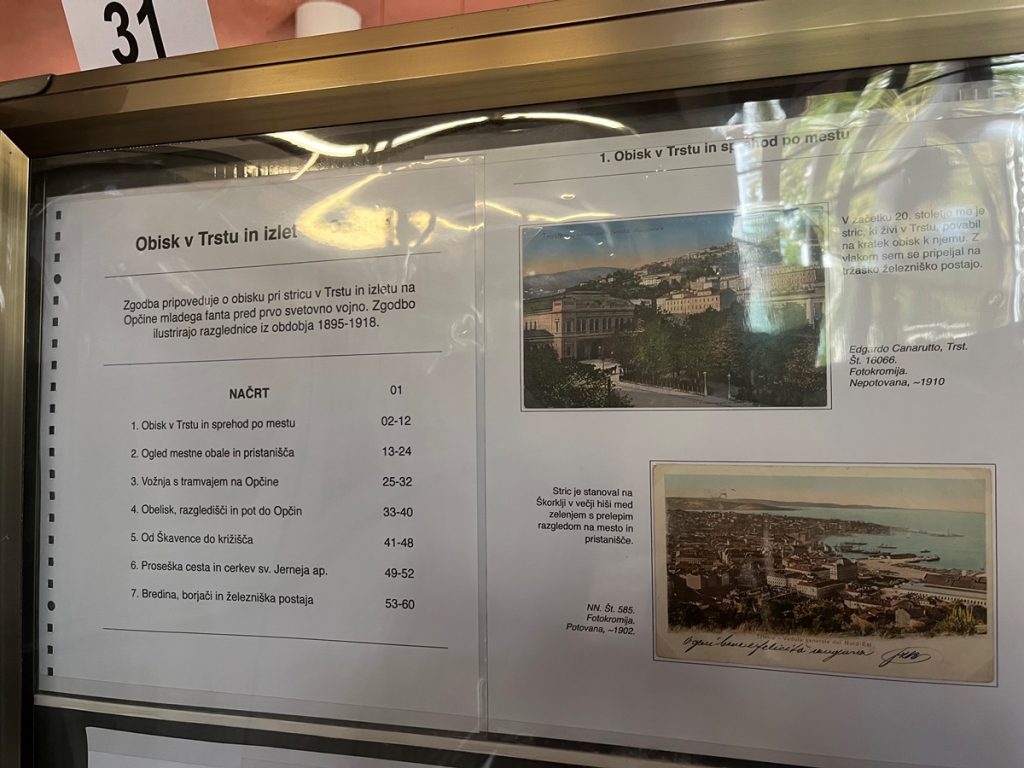 31
Obisk v Trstu in izlet
Zgodba pripoveduje o obisku pri stricu v Trstu in izletu na
Općine mladega fanta pred prvo svetovno vojno. Zgodbo
ilustrirajo razglednice iz obdobja 1895-1918.
NAČRT 01
1. Obisk v Trstu in sprehod po mestu 02-12
2. Ogled mestne obale in pristanišča 13-24
3. Vožnja s tramvajem na Opčine 25-32
4. Obelisk, razgledišči in pot do Opčin 33-40
5. Od Škavence do križišča 41-48
6. Proseška cesta in cerkev sv. Jerneja ap. 49-52
7. Bredina, borjači in železniška postaja 53-60
1. Obisk v Trstu in sprehod po mestu
V začetku 20. stoletja me je
stric, ki živi v Trstu, povabil
na kratek obisk k njemu. Z
vlakom sem se pripeljal na
tržaško železniško postajo.
Edgardo Canarutto, Trst.
Št. 16066.
Fotokromija.
Nepotovana, ~1910
Stric je stanoval na
Škorklji v večji hiši med
zelenjem s prelepim
razgledom na mesto in
pristanišče.
NN. Št. 585.
Fotokromija.
Potovana, ~1902.